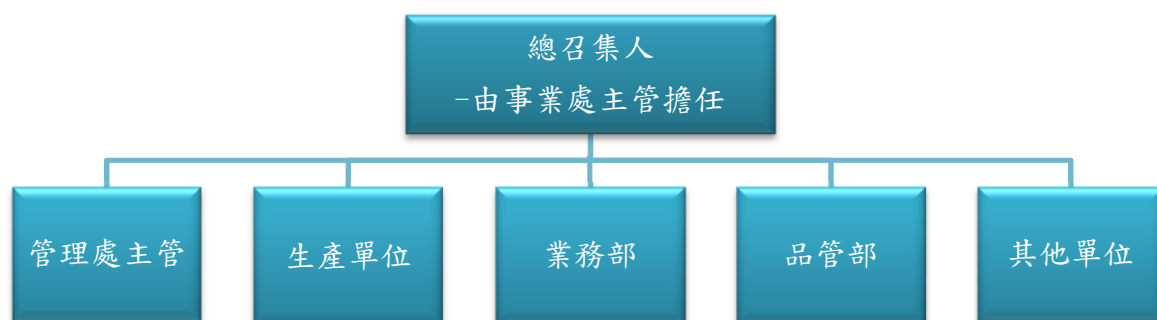 總召集人
-由事業處主管擔任
管理處主管
生產單位
業務部
品管部
其他單位